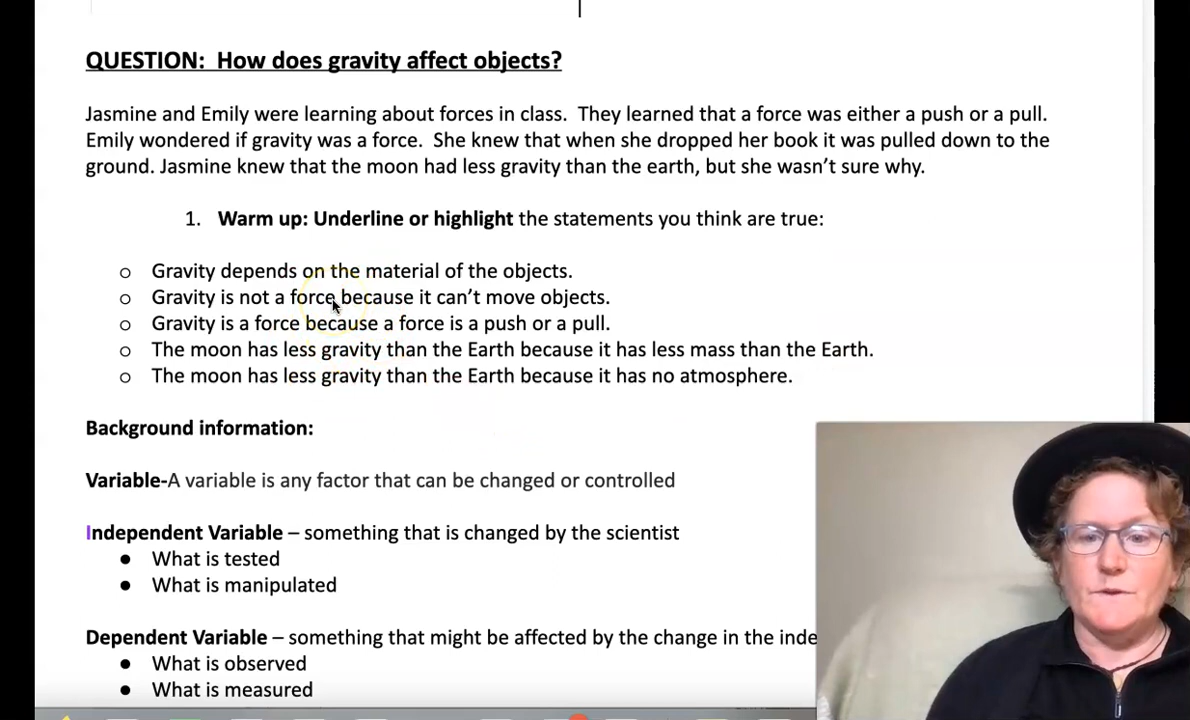 QUESTION:  How does gravity affect objects?
Jasmine and Emily were learning about forces in class.  They learned that a force was either a push or a pull.
Emily wondered if gravity was a force.  She knew that when she dropped her book it was pulled down to the
ground. Jasmine knew that the moon had less gravity than the earth, but she wasn’t sure why.
1.   Warm up: Underline or highlight the statements you think are true:
o   Gravity depends on the material of the objects.
o   Gravity is not a force because it can’t move objects.
o   Gravity is a force because a force is a push or a pull.
o   The moon has less gravity than the Earth because it has less mass than the Earth.
o   The moon has less gravity than the Earth because it has no atmosphere.
Background information:
Variable-A variable is any factor that can be changed or controlled
Independent Variable – something that is changed by the scientist
●   What is tested
●   What is manipulated
Dependent Variable – something that might be affected by the change in the inde
●   What is observed
●   What is measured